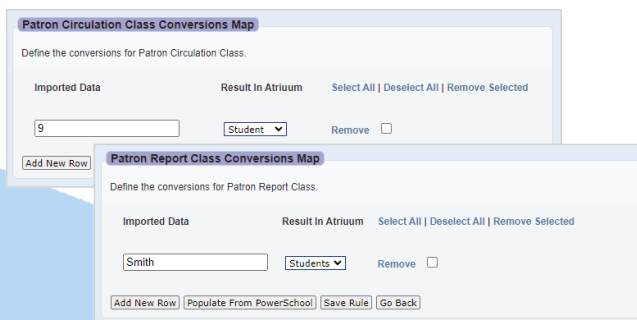 Patron Circulation Class Conversions Map
Define the conversions for Patron Circulation Class.
Imported Data Result In Atriuum Select All | Deselect All | Remove Selected
9 Student Remove
Add New Row
Patron Report Class Conversions Map
Define the conversions for Patron Report Class.
Imported Data Result In Atriuum Select All | Deselect All | Remove Selected
Smith Students Remove
Add New Row Populate From PowerSchool Save Rule Go Back